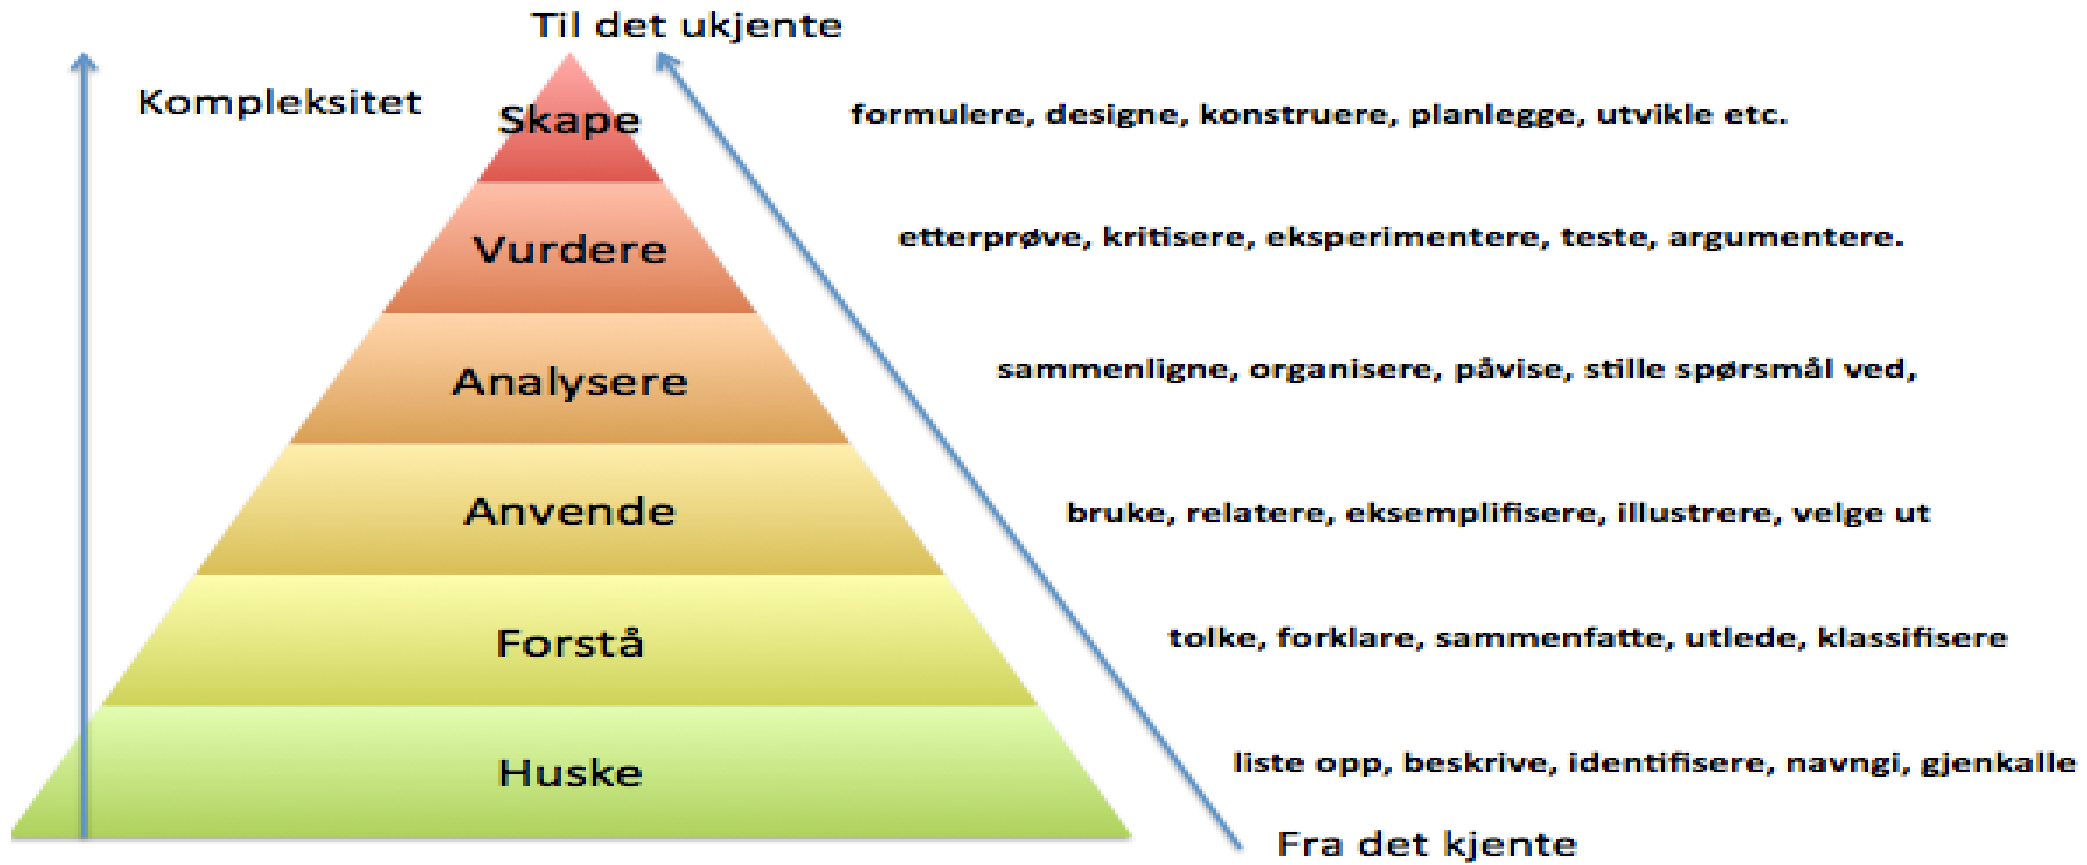 Til det ukjente
Kompleksitet
Skape
formulere, designe, konstruere, planlegge, utvikle etc.
Vurdere
etterprøve, kritisere, eksperimentere, teste, argumentere.
Analysere
sammenligne, organisere, påvise, stille spørsmål ved,
Anvende
bruke, relatere, eksemplifisere, illustrere, velge ut
Forstå
tolke, forklare, sammenfatte, utlede, klassifisere
Huske
liste opp, beskrive, identifisere, navngi, gjenkalle
Fra det kjente